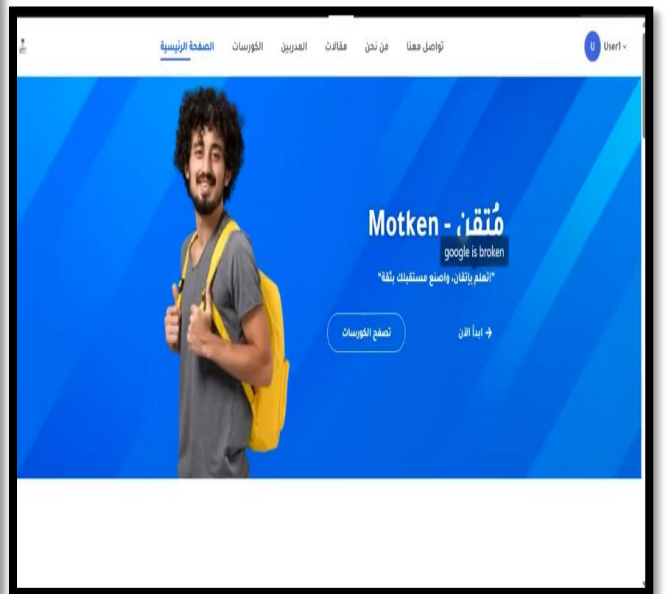 الصفحة الرئيسية الكورسات المدربين مقالات من نحن تواصل معنا
U User1
مُتقن - Motken
google is broken
"اتعلم بإتقان، واصنع مستقبلك بثقة"
ابدأ الآن
تصفح الكورسات